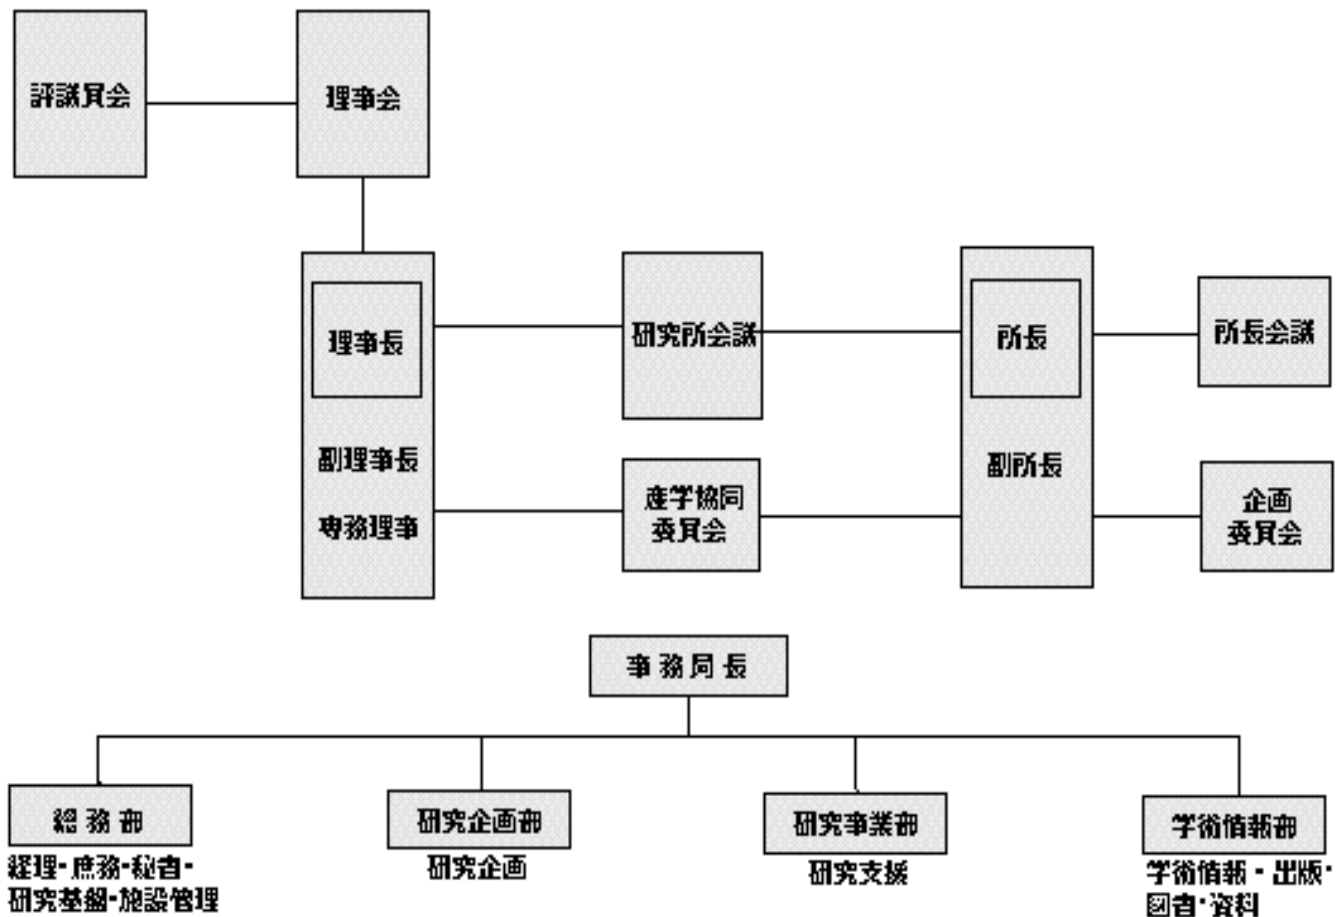 評議員会
理事会
理事長
副理事長
専務理事
研究所会議
産学協同
委員会
所長
副所長
所長会議
企画
委員会
事務局長
総務部
経理・庶務・秘書・
研究基盤・施設管理
研究企画部
研究企画
研究事業部
研究支援
学術情報部
学術情報・出版・
図書・資料